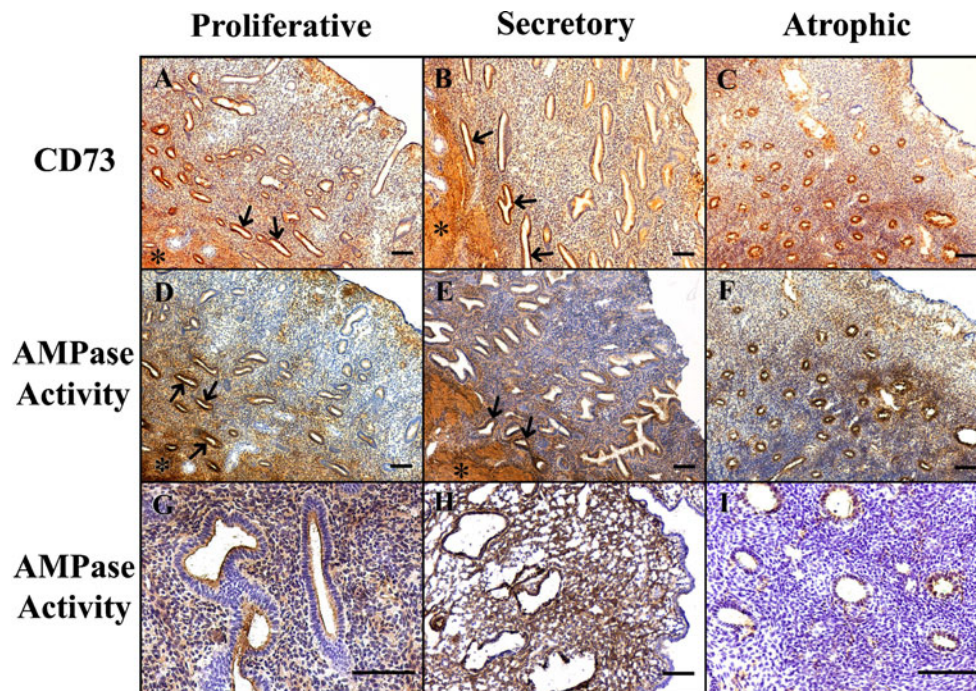 Proliferative Secretory Atrophic
CD73
A B C
* *
AMPase
Activity
D E F
* *
AMPase
Activity
G H I